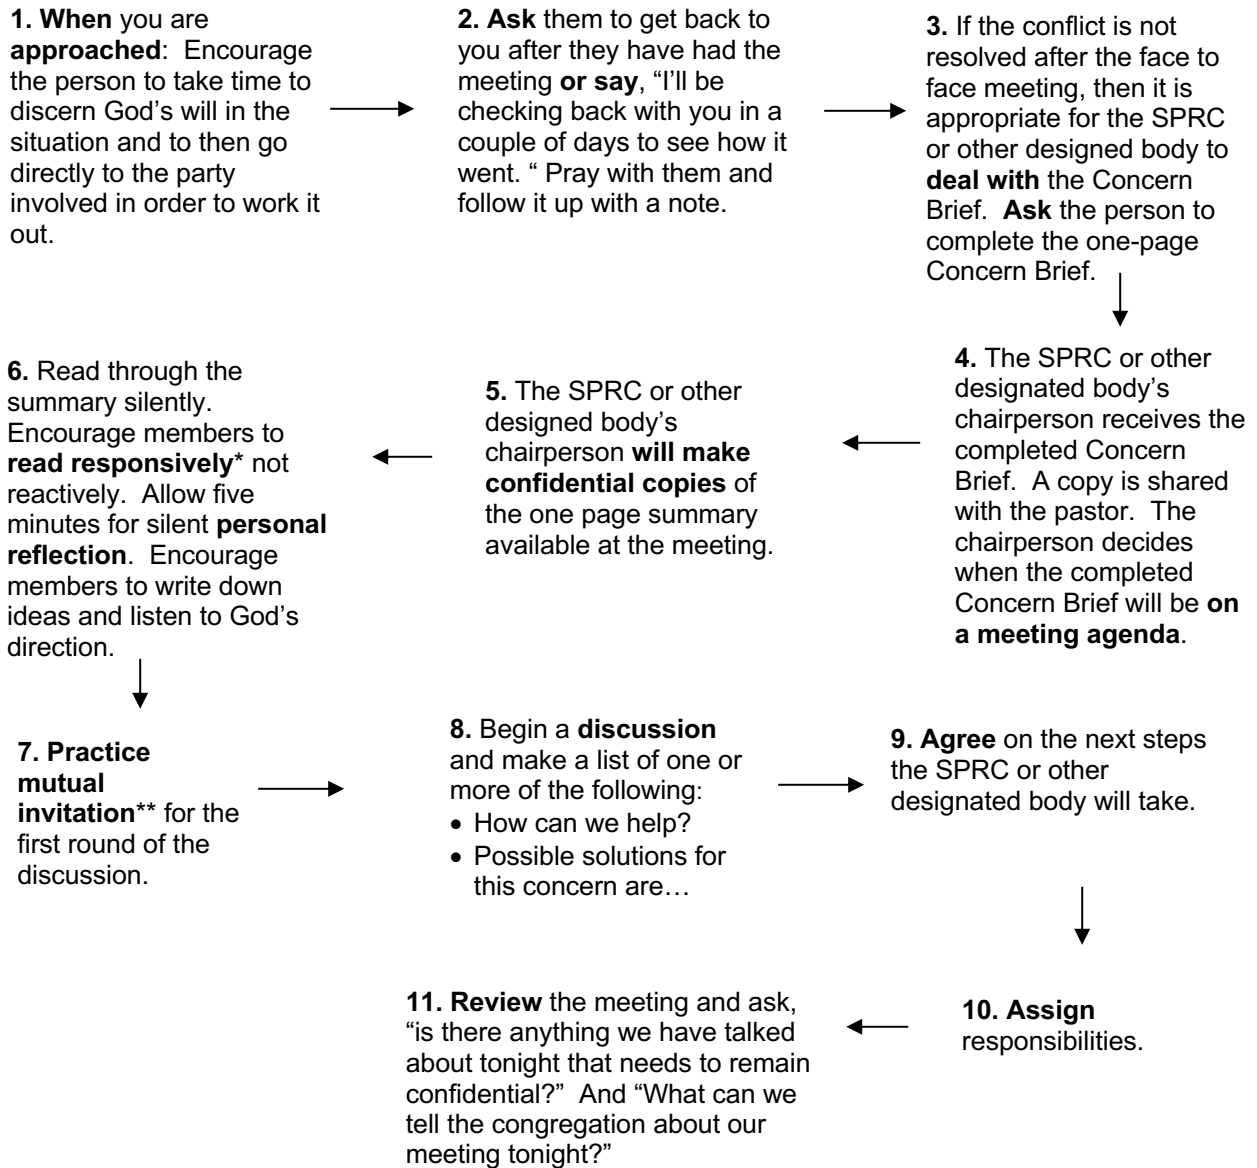 1. When you are
approached:  Encourage
the person to take time to
discern God's will in the
situation and to then go
directly to the party
involved in order to work it
out.
2. Ask them to get back to
you after they have had the
meeting or say, “I'll be
checking back with you in a
couple of days to see how it
went. “ Pray with them and
follow it up with a note.
3. If the conflict is not
resolved after the face to
face meeting, then it is
appropriate for the SPRC
or other designed body to
deal with the Concern
Brief.  Ask the person to
complete the one-page
Concern Brief.
4. The SPRC or other
designated body's
chairperson receives the
completed Concern
Brief.  A copy is shared
with the pastor.  The
chairperson decides
when the completed
Concern Brief will be on
a meeting agenda.
5. The SPRC or other
designed body's
chairperson will make
confidential copies of
the one page summary
available at the meeting.
6. Read through the
summary silently.
Encourage members to
read responsively* not
reactively.  Allow five
minutes for silent personal
reflection.  Encourage
members to write down
ideas and listen to God's
direction.
7. Practice
mutual
invitation** for the
first round of the
discussion.
8. Begin a discussion
and make a list of one or
more of the following:
• How can we help?
• Possible solutions for
this concern are…
9. Agree on the next steps
the SPRC or other
designated body will take.
10. Assign
responsibilities.
11. Review the meeting and ask,
“is there anything we have talked
about tonight that needs to remain
confidential?”  And “What can we
tell the congregation about our
meeting tonight?”